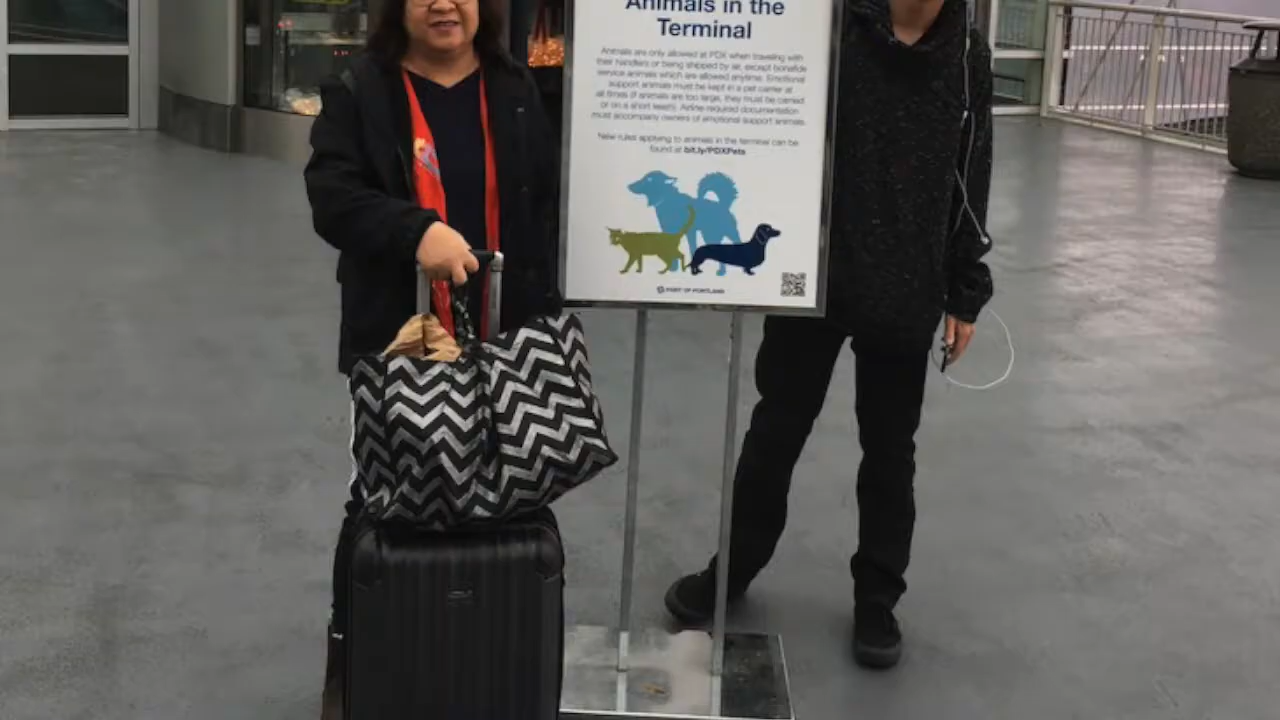 Animals in the
Terminal
Animals are only allowed at PDX when traveling with
their handlers or being shipped by air, except bonafide
service animals which are allowed anytime. Emotional
support animals must be kept in a pet carrier at
all times (if animals are too large, they must be carried
or on a short leash). Airline required documentation
must accompany owners of emotional support animals.
New rules applying to animals in the terminal can be
found at bit.ly/PDXPets
PORT OF PORTLAND